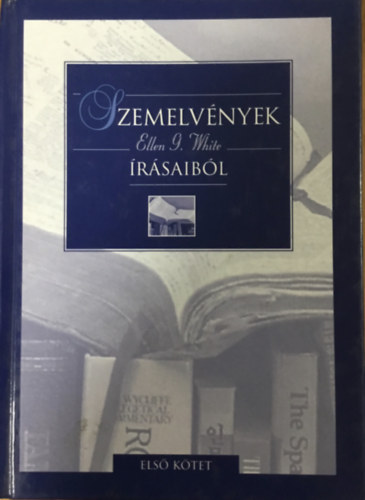 SZEMELVÉNYEK
Ellen G. White
ÍRÁSAIBÓL
WYCLIFFE
EXEGETICAL
COMMENTARY
The Spa
ELSŐ KÖTET